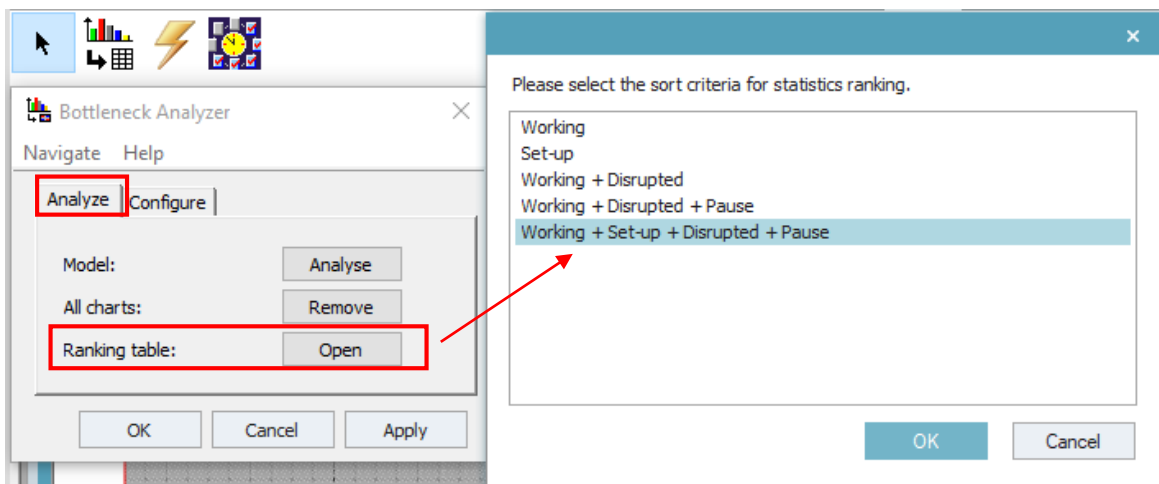 Bottleneck Analyzer
Navigate Help
Analyze Configure
Model: Analyse
All charts: Remove
Ranking table: Open
OK Cancel Apply
Please select the sort criteria for statistics ranking.
Working
Set-up
Working + Disrupted
Working + Disrupted + Pause
Working + Set-up + Disrupted + Pause
OK Cancel